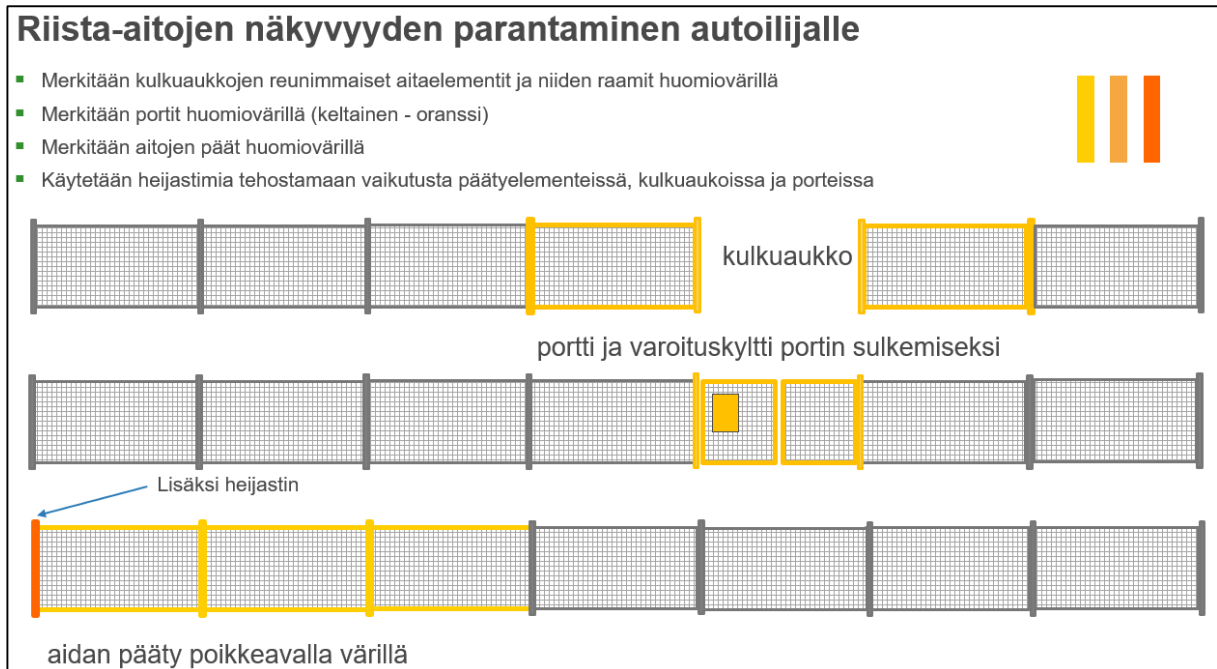 Riista-aitojen näkyvyyden parantaminen autoilijalle
▪ Merkitään kulkuaukkojen reunimmaiset aitaelementit ja niiden raamit huomiovärillä
▪ Merkitään portit huomiovärillä (keltainen - oranssi)
▪ Merkitään aitojen päät huomiovärillä
▪ Käytetään heijastimia tehostamaan vaikutusta päätyelementeissä, kulkuaukoissa ja porteissa
kulkuaukko
portti ja varoituskyltti portin sulkemiseksi
Lisäksi heijastin
aidan pääty poikkeavalla värillä